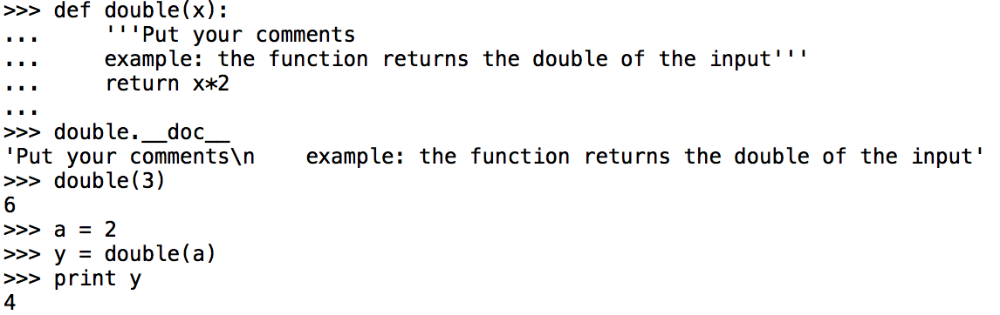 >>> def double(x):
...     '''Put your comments
...     example: the function returns the double of the input'''
...     return x*2
...
>>> double.__doc__
'Put your comments\n    example: the function returns the double of the input'
>>> double(3)
6
>>> a = 2
>>> y = double(a)
>>> print y
4